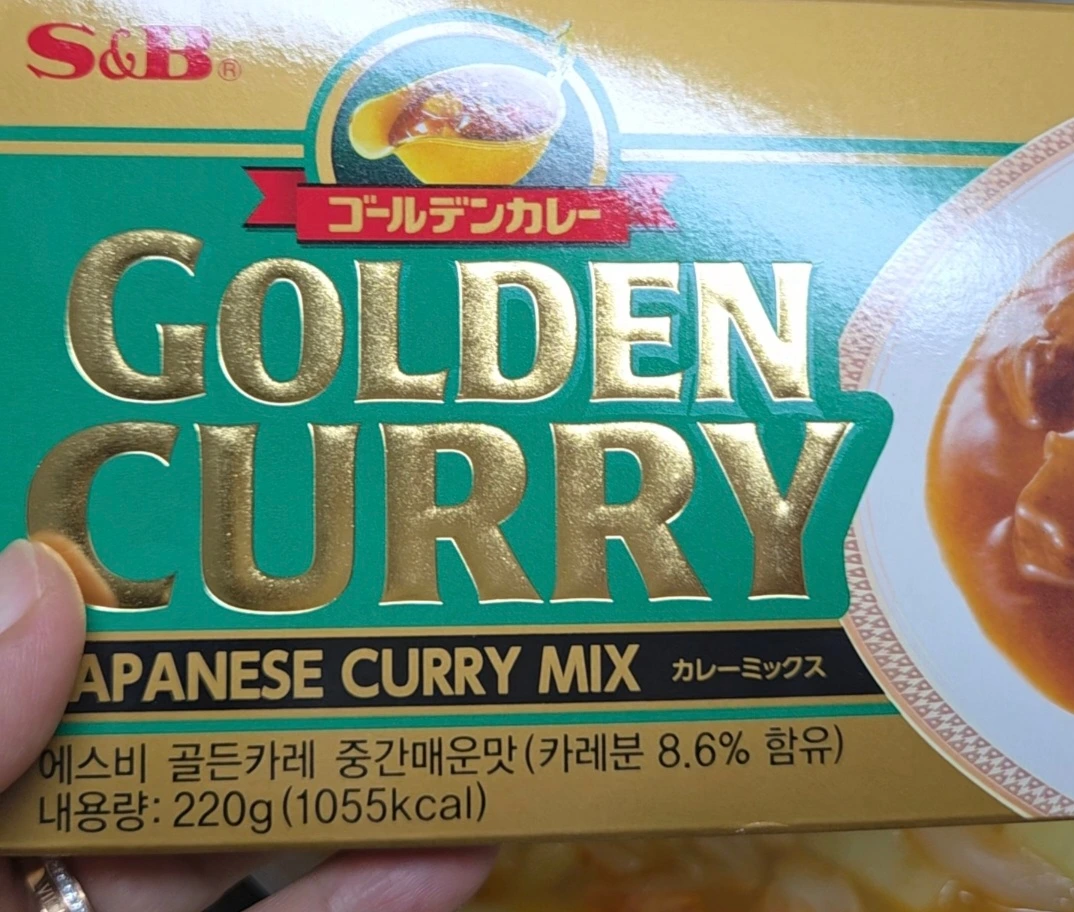 S&B®
ゴールデンカレー
GOLDEN
CURRY
JAPANESE CURRY MIX カレーミックス
에스비 골든카레 중간매운맛(카레분 8.6% 함유)
내용량: 220g(1055kcal)